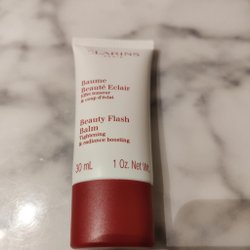 CLARINS
PARIS
Baume
Beauté Eclair
Effet tenseur
& coup d'éclat
Beauty Flash
Balm
Tightening
& radiance boosting
30 mL 1 Oz. Net Wt.